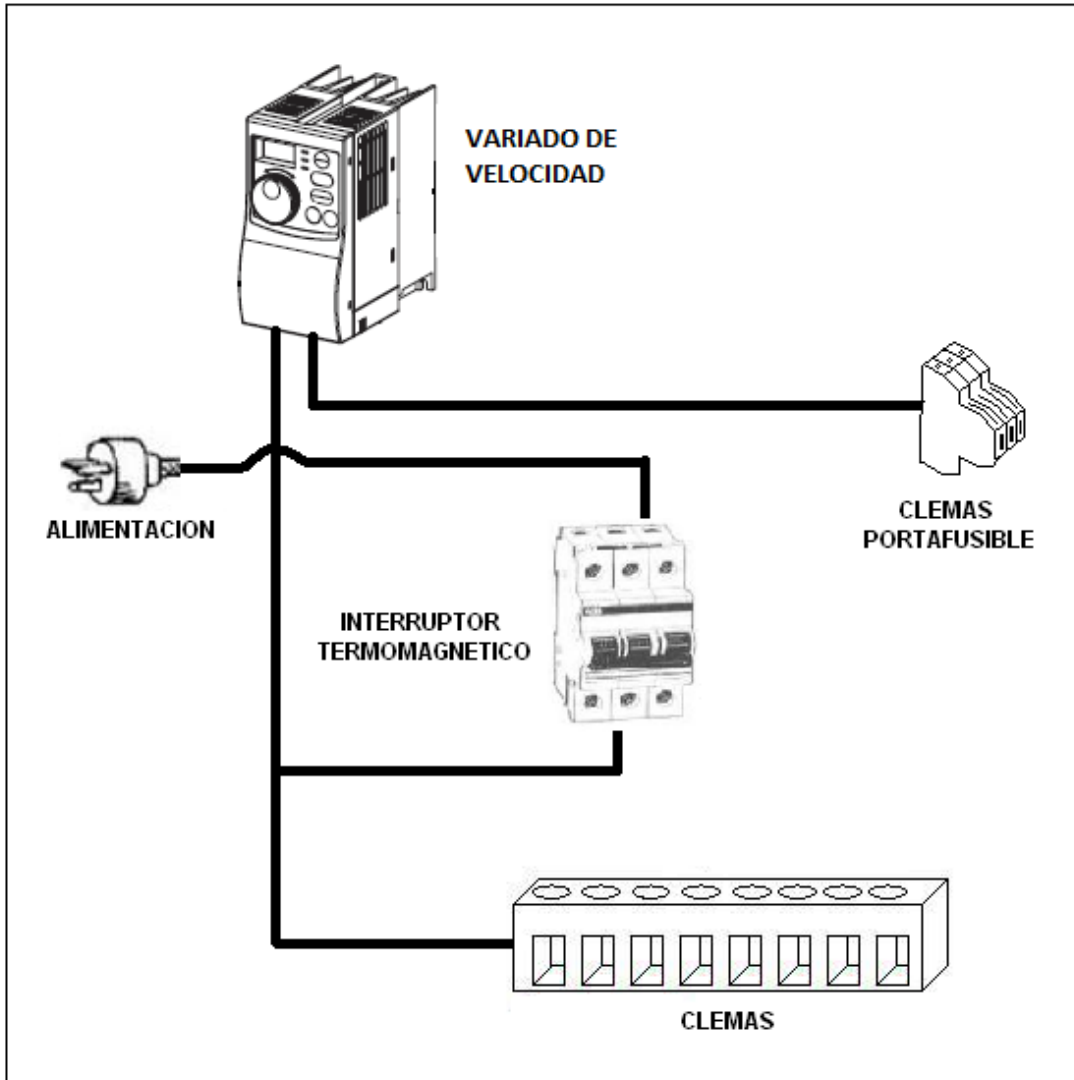 VARIADO DE
VELOCIDAD
ALIMENTACION
CLEMAS
PORTAFUSIBLE
INTERRUPTOR
TERMOMAGNETICO
CLEMAS